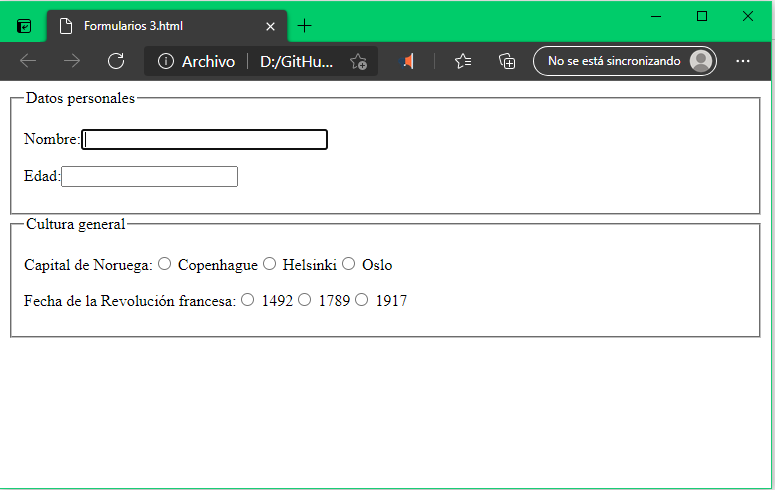 Formularios 3.html
Archivo D:/GitHu... No se está sincronizando
Datos personales
Nombre:
Edad:
Cultura general
Capital de Noruega: Copenhague Helsinki Oslo
Fecha de la Revolución francesa: 1492 1789 1917